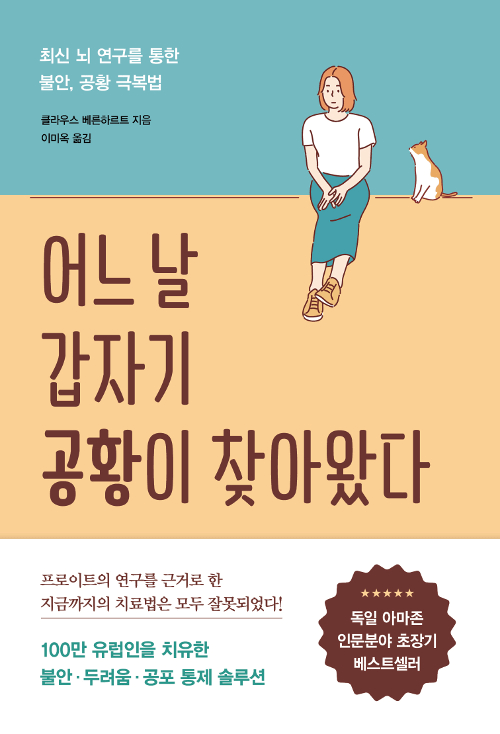 최신 뇌 연구를 통한
불안, 공황 극복법
클라우스 베른하르트 지음
이미옥 옮김
어느 날
갑자기
공황이 찾아왔다
프로이트의 연구를 근거로 한
지금까지의 치료법은 모두 잘못되었다!
100만 유럽인을 치유한
불안·두려움·공포 통제 솔루션
★★★★★
독일 아마존
인문분야 초장기
베스트셀러